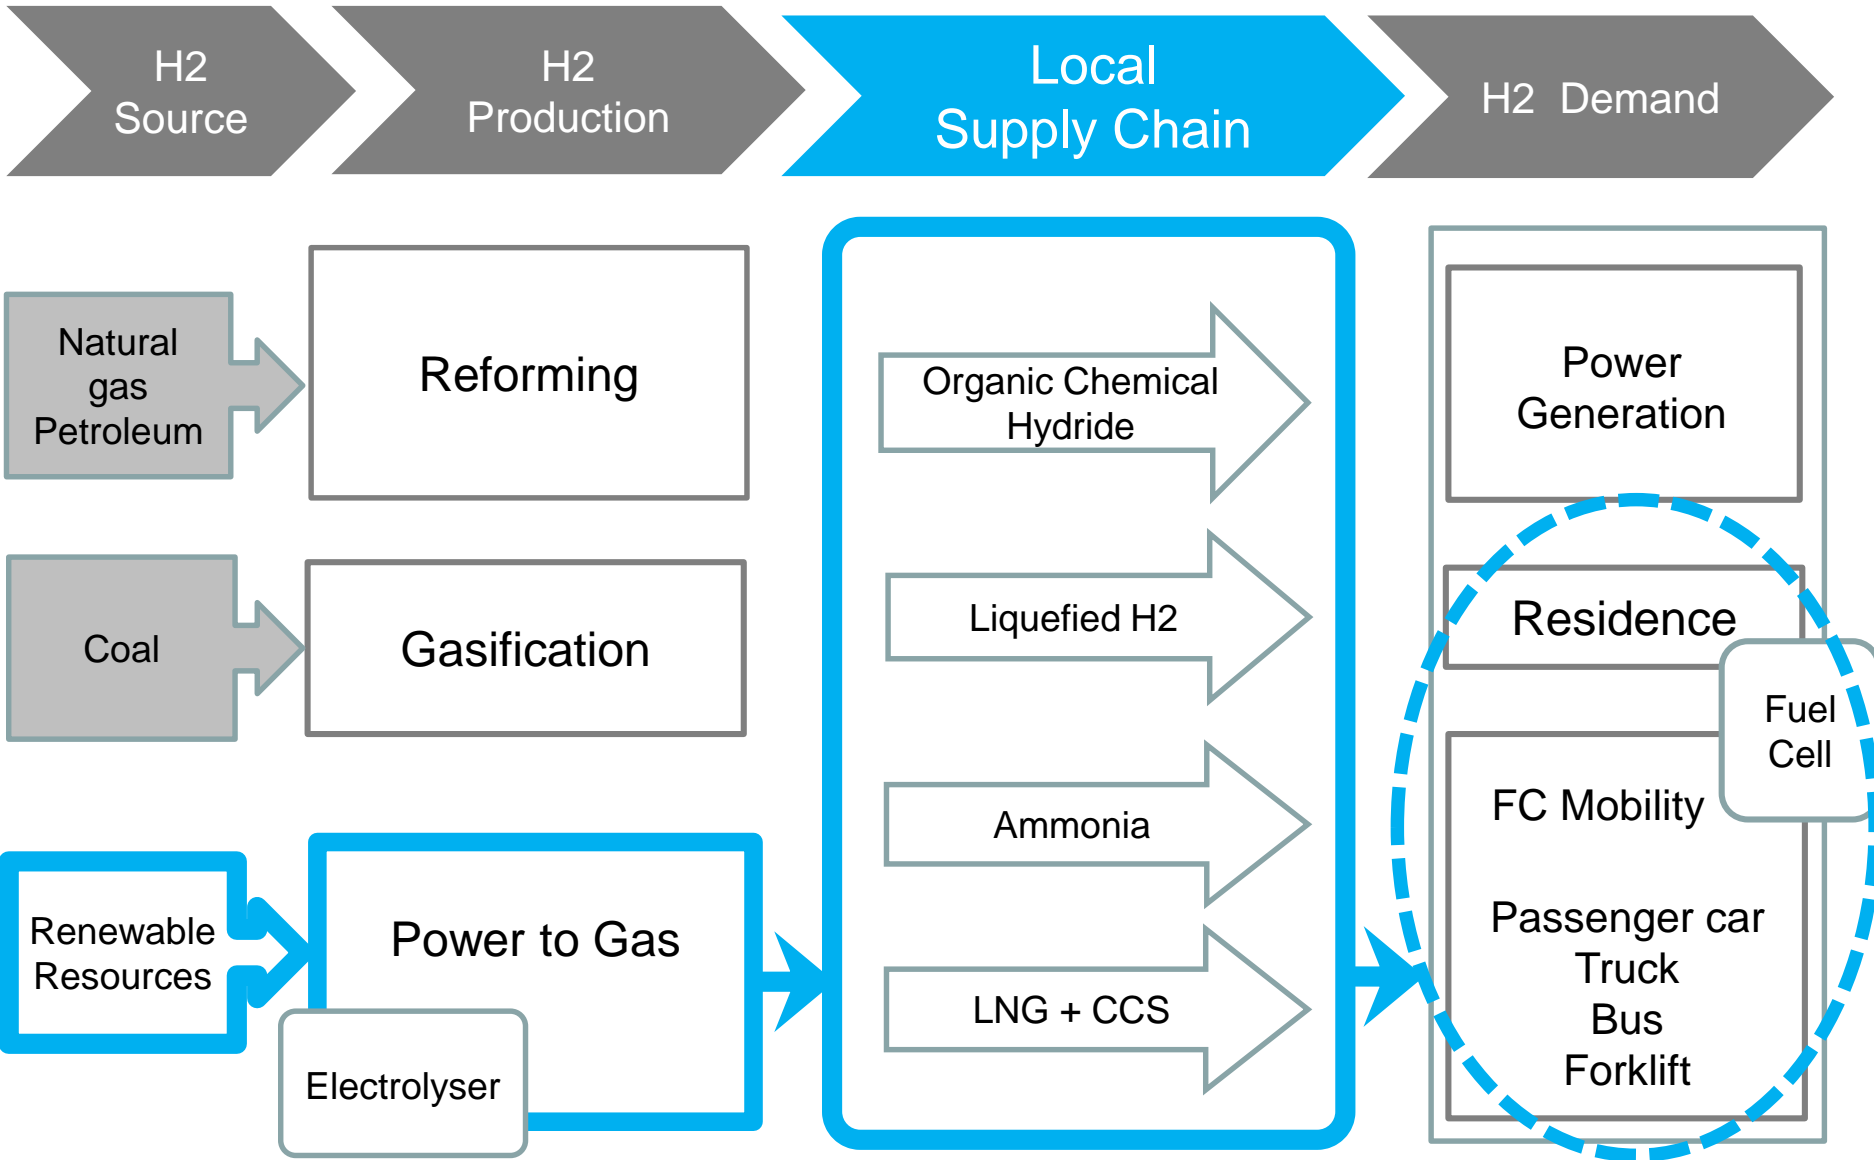 H2
Source
H2
Production
Local
Supply Chain
H2 Demand
Natural
gas
Petroleum
Reforming
Organic Chemical
Hydride
Power
Generation
Coal
Gasification
Liquefied H2
Residence
Fuel
Cell
Renewable
Resources
Power to Gas
Electrolyser
Ammonia
LNG + CCS
FC Mobility
Passenger car
Truck
Bus
Forklift